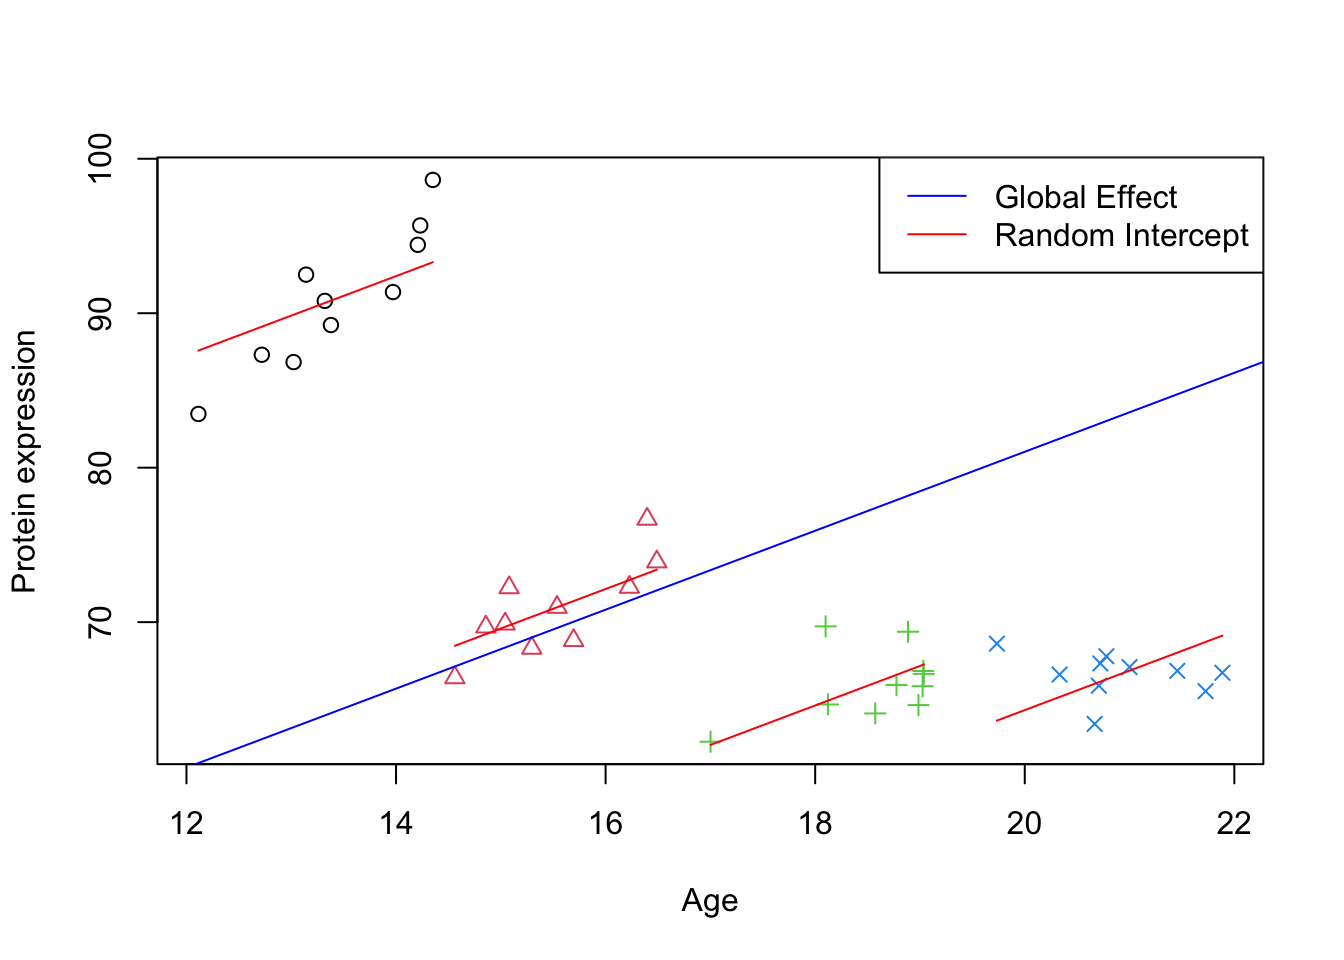 Global Effect
Random Intercept
Protein expression
100
90
80
70
12 14 16 18 20 22
Age